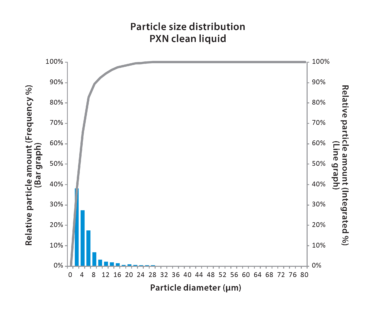 Particle size distribution
PXN clean liquid
100%
90%
80%
70%
60%
50%
40%
30%
20%
10%
0%
Relative particle amount (Frequency %)
(Bar graph)
100%
90%
80%
70%
60%
50%
40%
30%
20%
10%
0%
Relative particle amount (Integrated %)
(Line graph)
0 4 8 12 16 20 24 28 32 36 40 44 48 52 56 60 64 68 72 76 80
Particle diameter (μm)